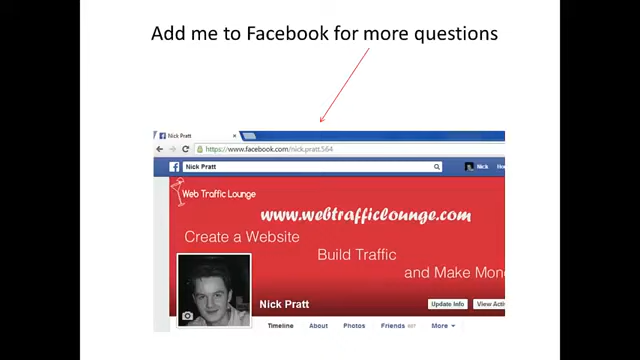 Add me to Facebook for more questions
Nick Pratt
https://www.facebook.com/nick.pratt.564
Nick Pratt
Nick
Web Traffic Lounge
www.webtrafficlounge.com
Create a Website
Build Traffic
and Make
Nick Pratt
Update Info
View
Timeline
About
Photos
Friends
More